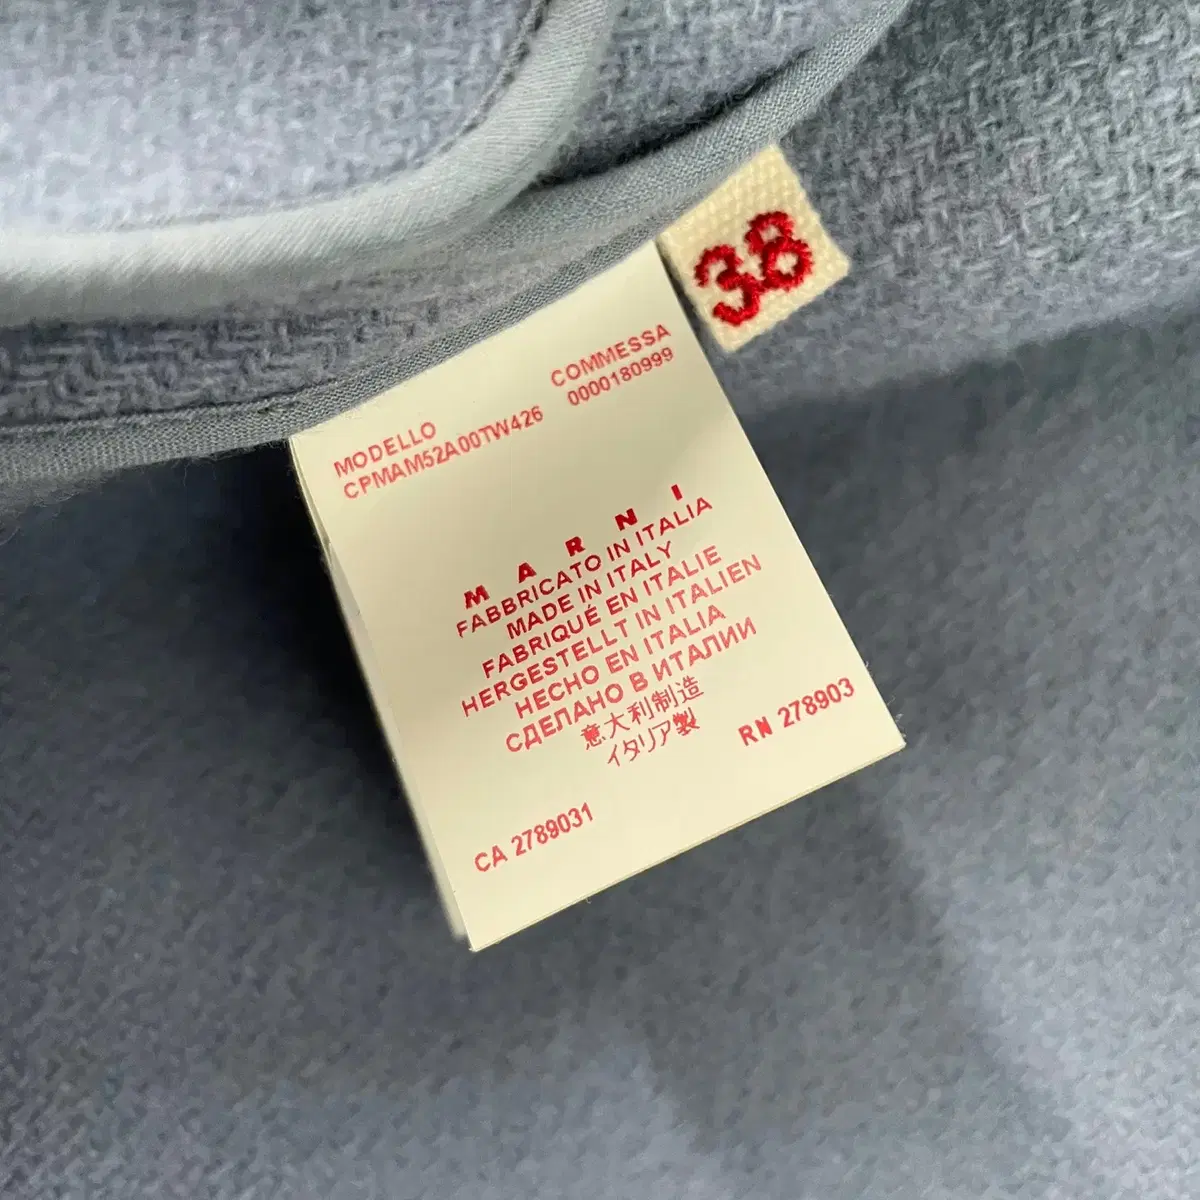 38
MODELLO
CPMAM52A00TW426
COMMESSA
0000180999
MARNI
FABBRICATO IN ITALIA
MADE IN ITALY
FABRIQUÉ EN ITALIE
HERGESTELLT IN ITALIEN
HECHO EN ITALIA
СДЕЛАНО В ИТАЛИИ
意大利制造
イタリア製
RN 278903
CA 2789031